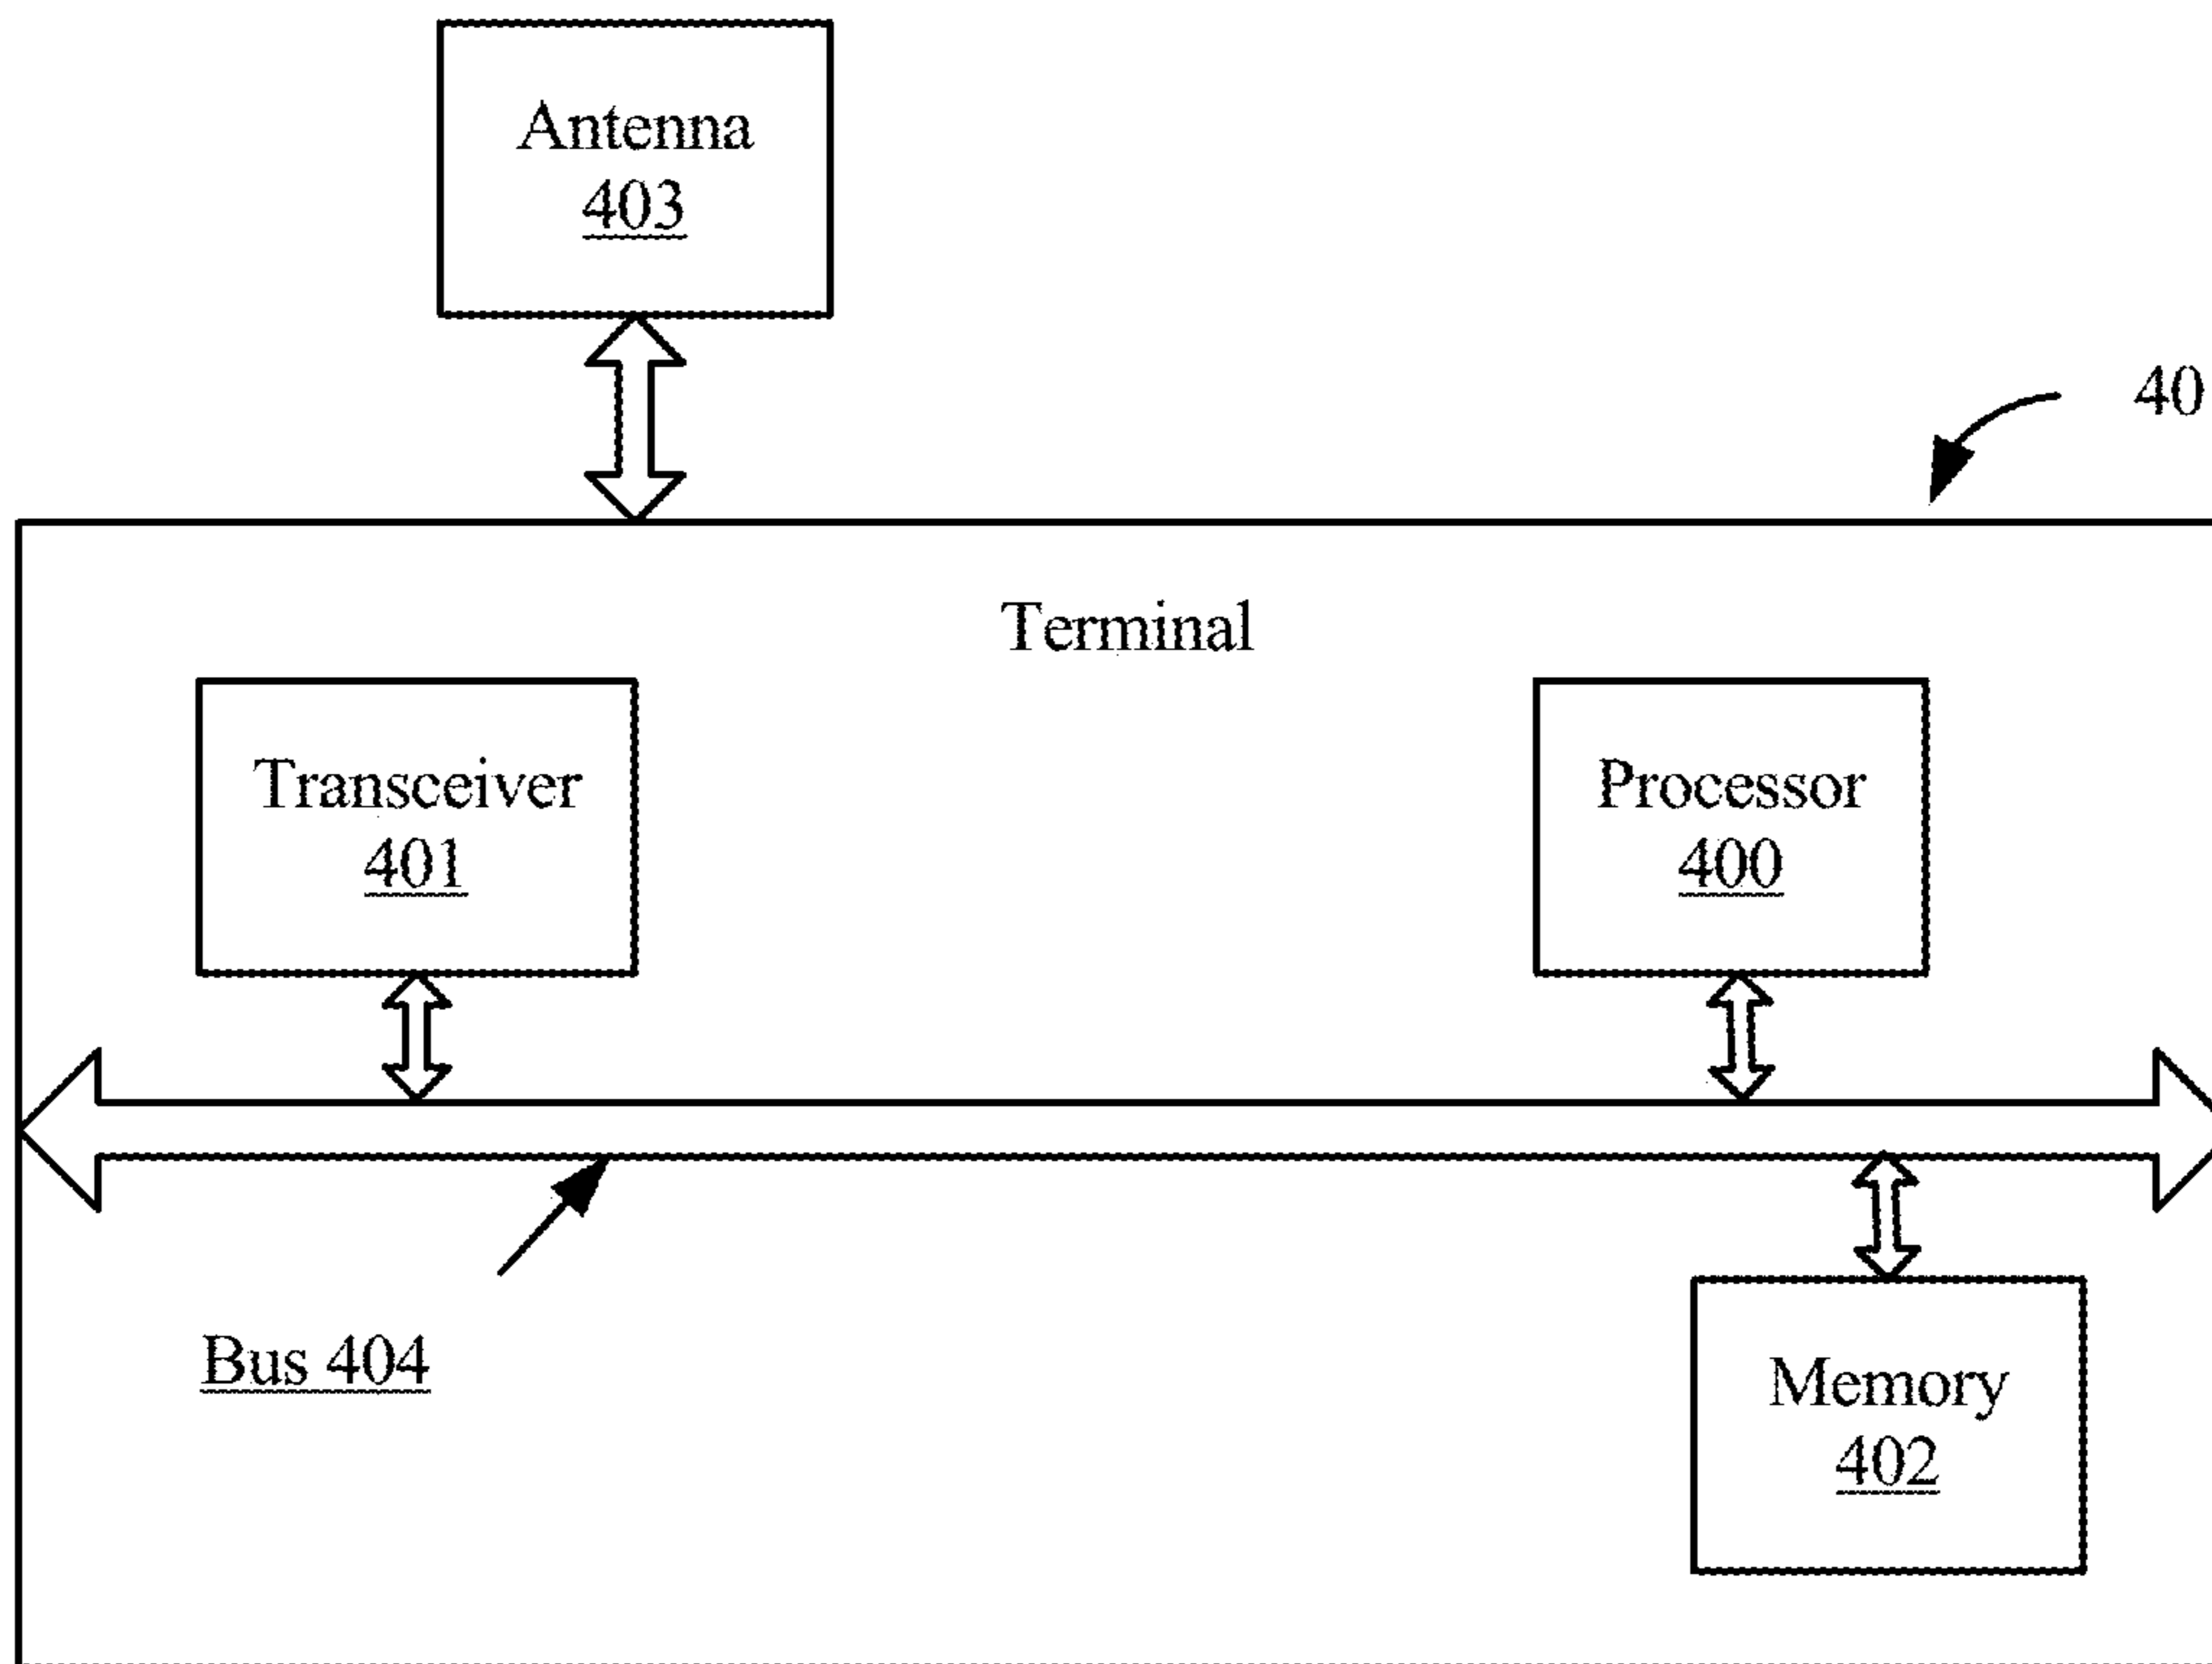 Antenna
403
40
Terminal
Transceiver
401
Processor
400
Bus 404
Memory
402